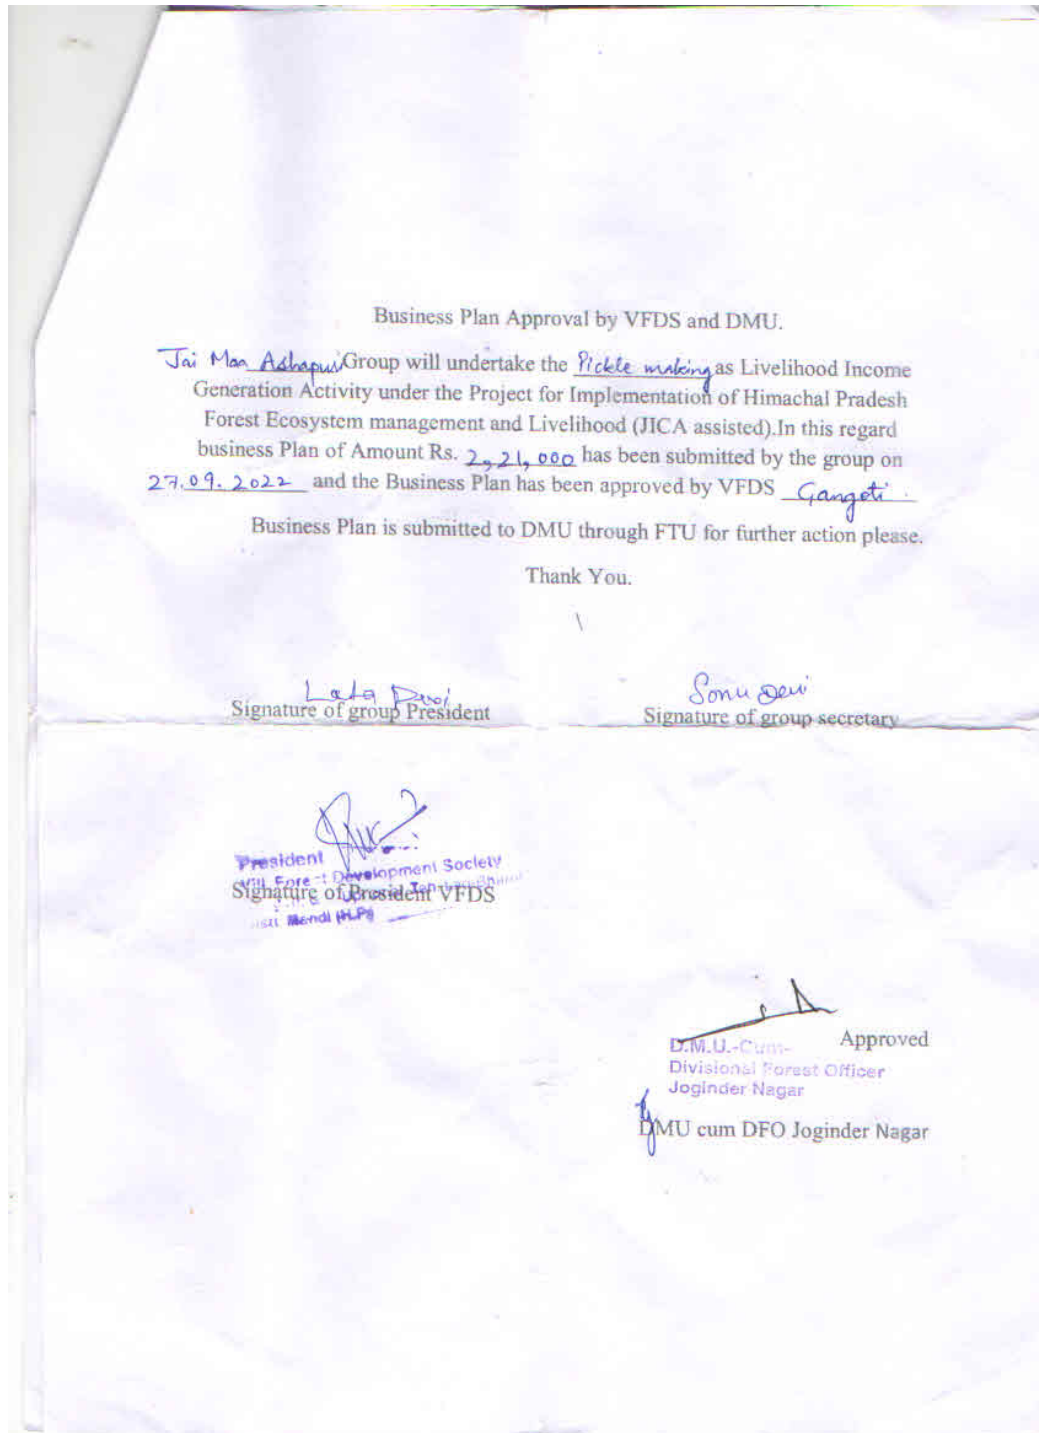 Business Plan Approval by VFDS and DMU.
Jai Maa Ashapuri Group will undertake the Pickle making as Livelihood Income
Generation Activity under the Project for Implementation of Himachal Pradesh
Forest Ecosystem management and Livelihood (JICA assisted).In this regard
business Plan of Amount Rs. 2,21,000 has been submitted by the group on
27.09.2022 and the Business Plan has been approved by VFDS Gangoti.
Business Plan is submitted to DMU through FTU for further action please.
Thank You.
Lata Devi
Signature of group President
Sonu Devi
Signature of group secretary
President
Vill Forest Development Society
Signature of President VFDS
Mandi (H.P)
Approved
D.M.U.-Cum-
Divisional Forest Officer
Joginder Nagar
DMU cum DFO Joginder Nagar